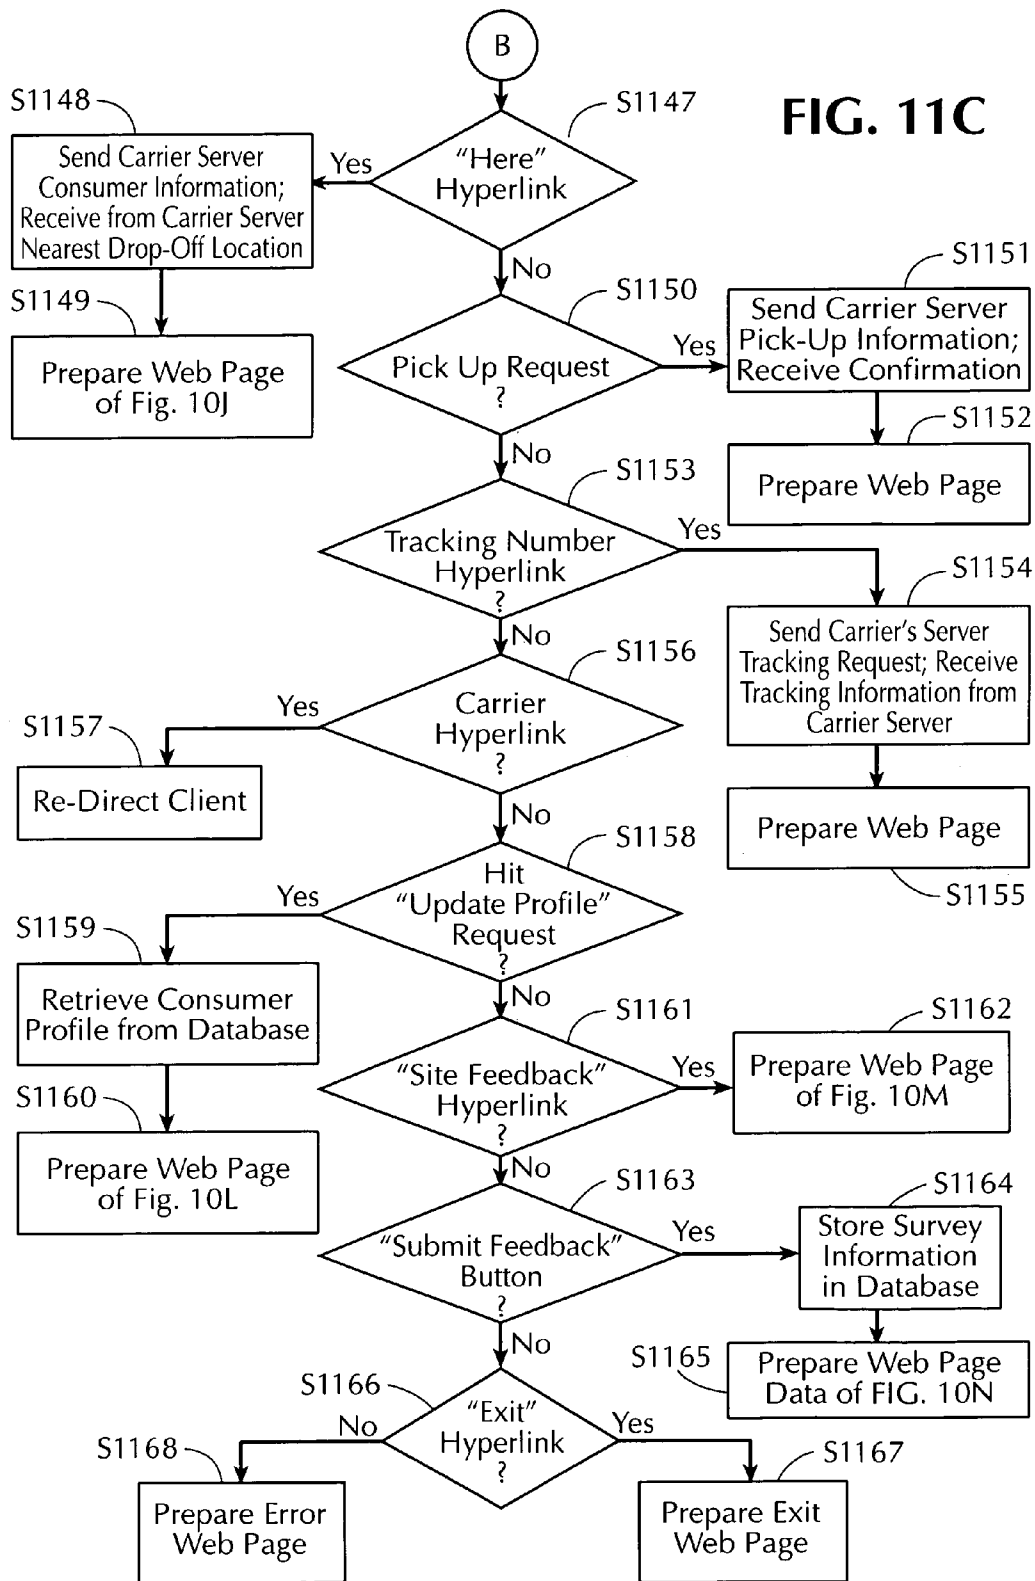 B
FIG. 11C
S1147
"Here"
Hyperlink
Yes
S1148
Send Carrier Server
Consumer Information;
Receive from Carrier Server
Nearest Drop-Off Location
S1149
Prepare Web Page
of Fig. 10J
No
S1150
Pick Up Request
?
Yes
S1151
Send Carrier Server
Pick-Up Information;
Receive Confirmation
S1152
Prepare Web Page
No
S1153
Tracking Number
Hyperlink
?
Yes
S1154
Send Carrier's Server
Tracking Request; Receive
Tracking Information from
Carrier Server
Prepare Web Page
S1155
No
S1156
Carrier
Hyperlink
?
Yes
S1157
Re-Direct Client
No
S1158
Hit
"Update Profile"
Request
?
Yes
S1159
Retrieve Consumer
Profile from Database
S1160
Prepare Web Page
of Fig. 10L
No
S1161
"Site Feedback"
Hyperlink
?
Yes
S1162
Prepare Web Page
of Fig. 10M
No
S1163
"Submit Feedback"
Button
?
Yes
S1164
Store Survey
Information
in Database
S1165
Prepare Web Page
Data of FIG. 10N
No
S1166
"Exit"
Hyperlink
?
No
S1168
Prepare Error
Web Page
Yes
S1167
Prepare Exit
Web Page